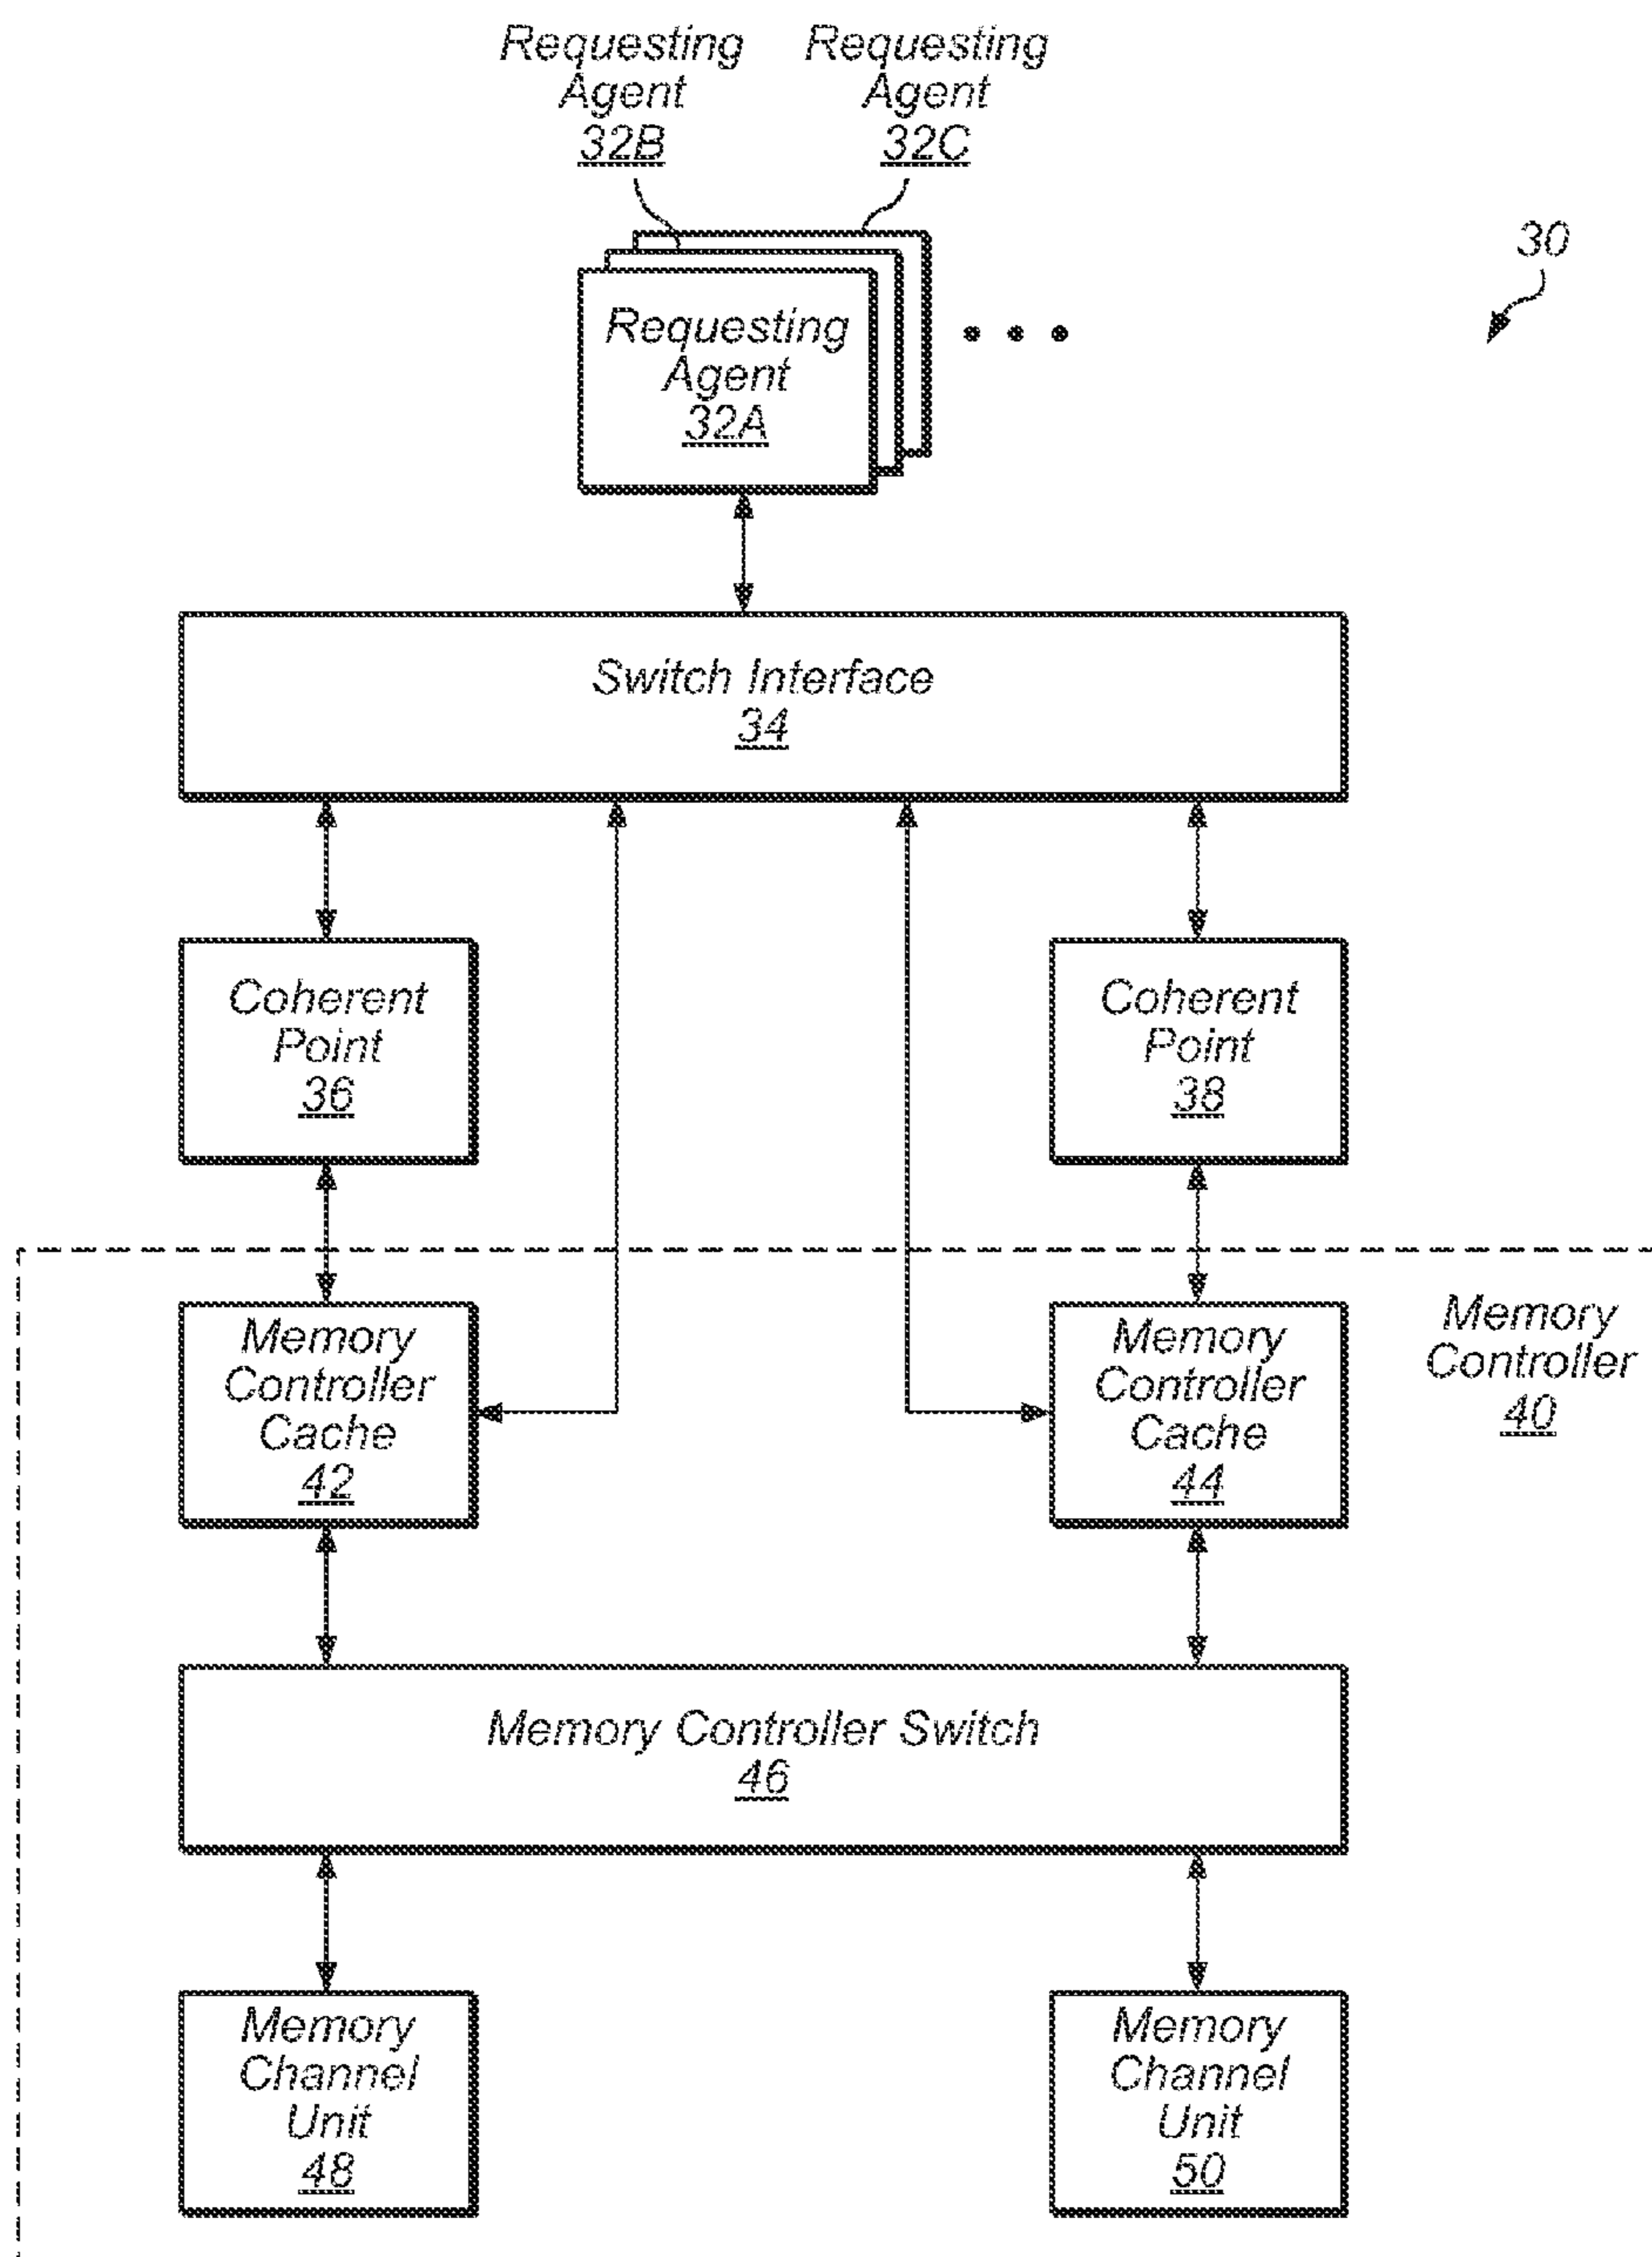 Requesting
Agent
32B
Requesting
Agent
32C
30
Requesting
Agent
32A
Switch Interface
34
Coherent
Point
36
Coherent
Point
38
Memory
Controller
Cache
42
Memory
Controller
Cache
44
Memory
Controller
40
Memory Controller Switch
46
Memory
Channel
Unit
48
Memory
Channel
Unit
50